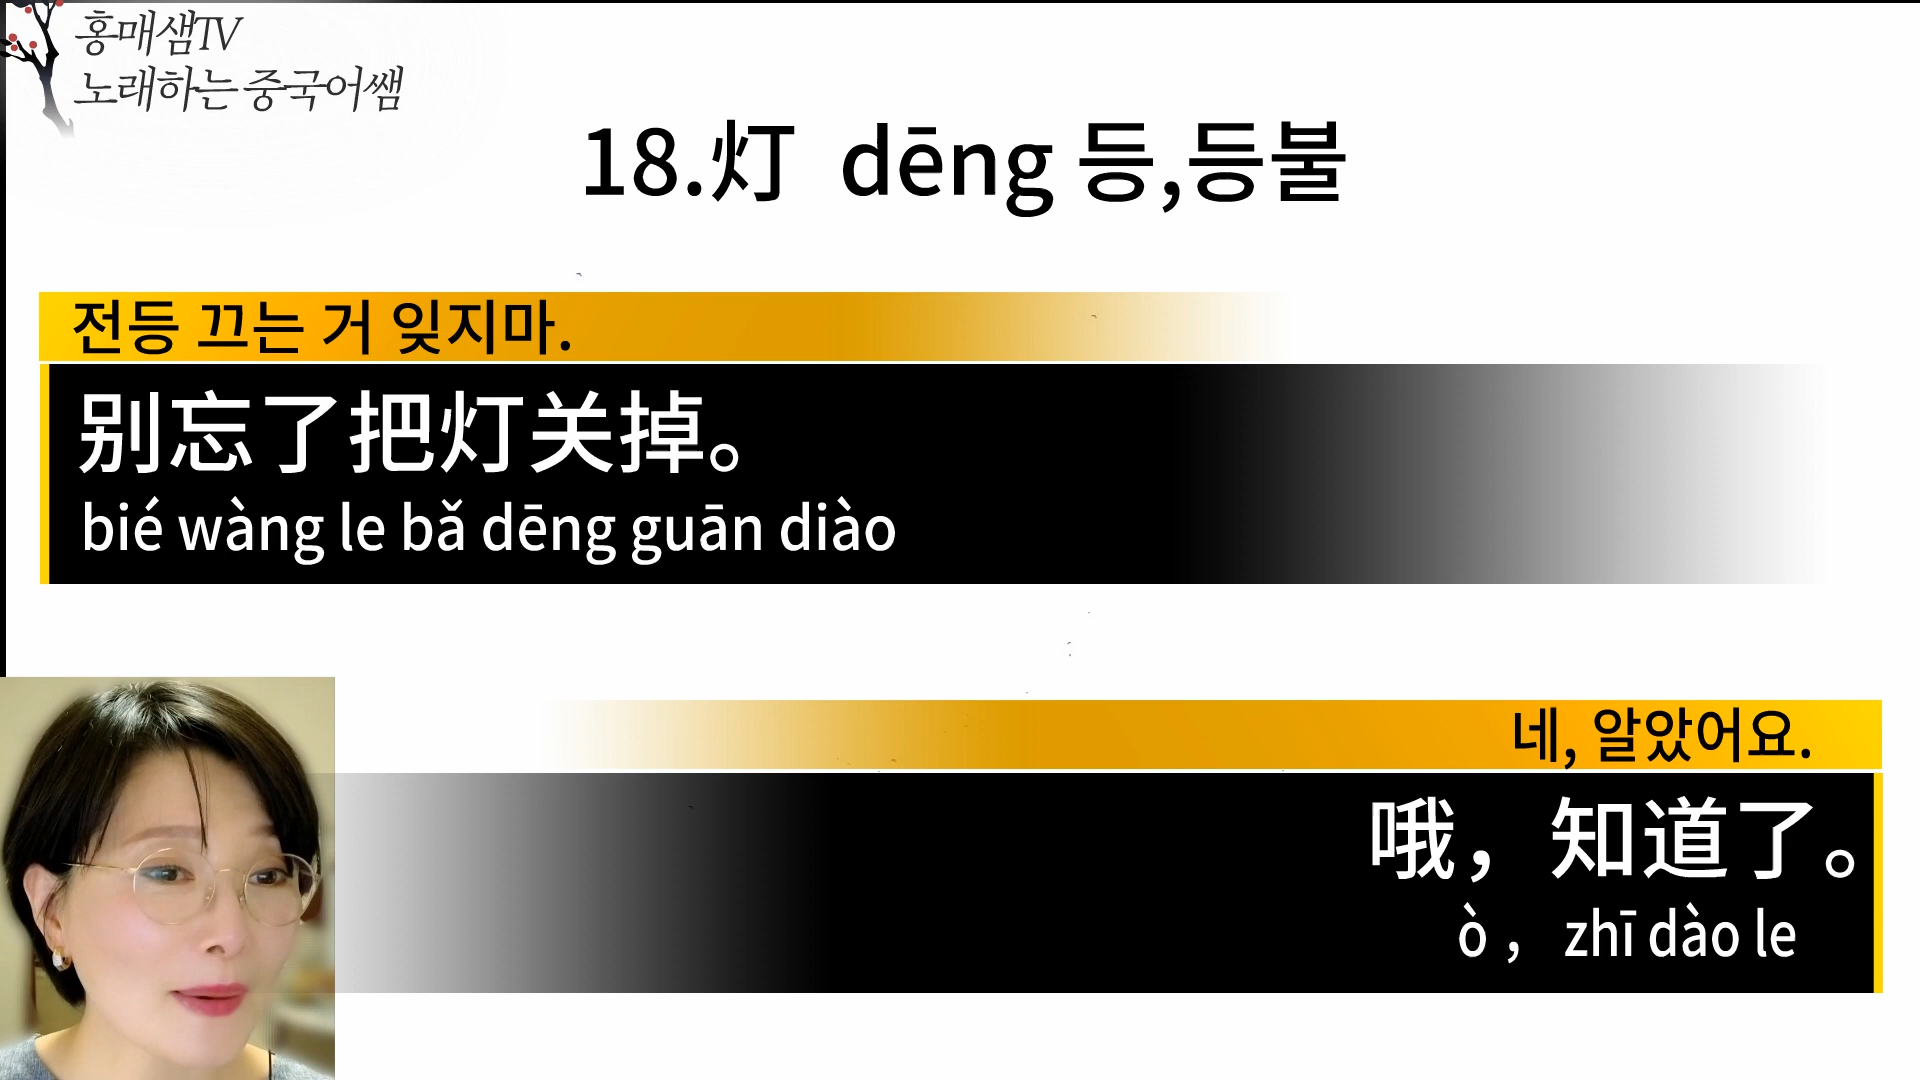 홍매샘TV
노래하는 중국어쌤
18.灯 dēng 등,등불
전등 끄는 거 잊지마.
别忘了把灯关掉。
bié wàng le bǎ dēng guān diào
네, 알았어요.
哦，知道了。
ò， zhī dào le